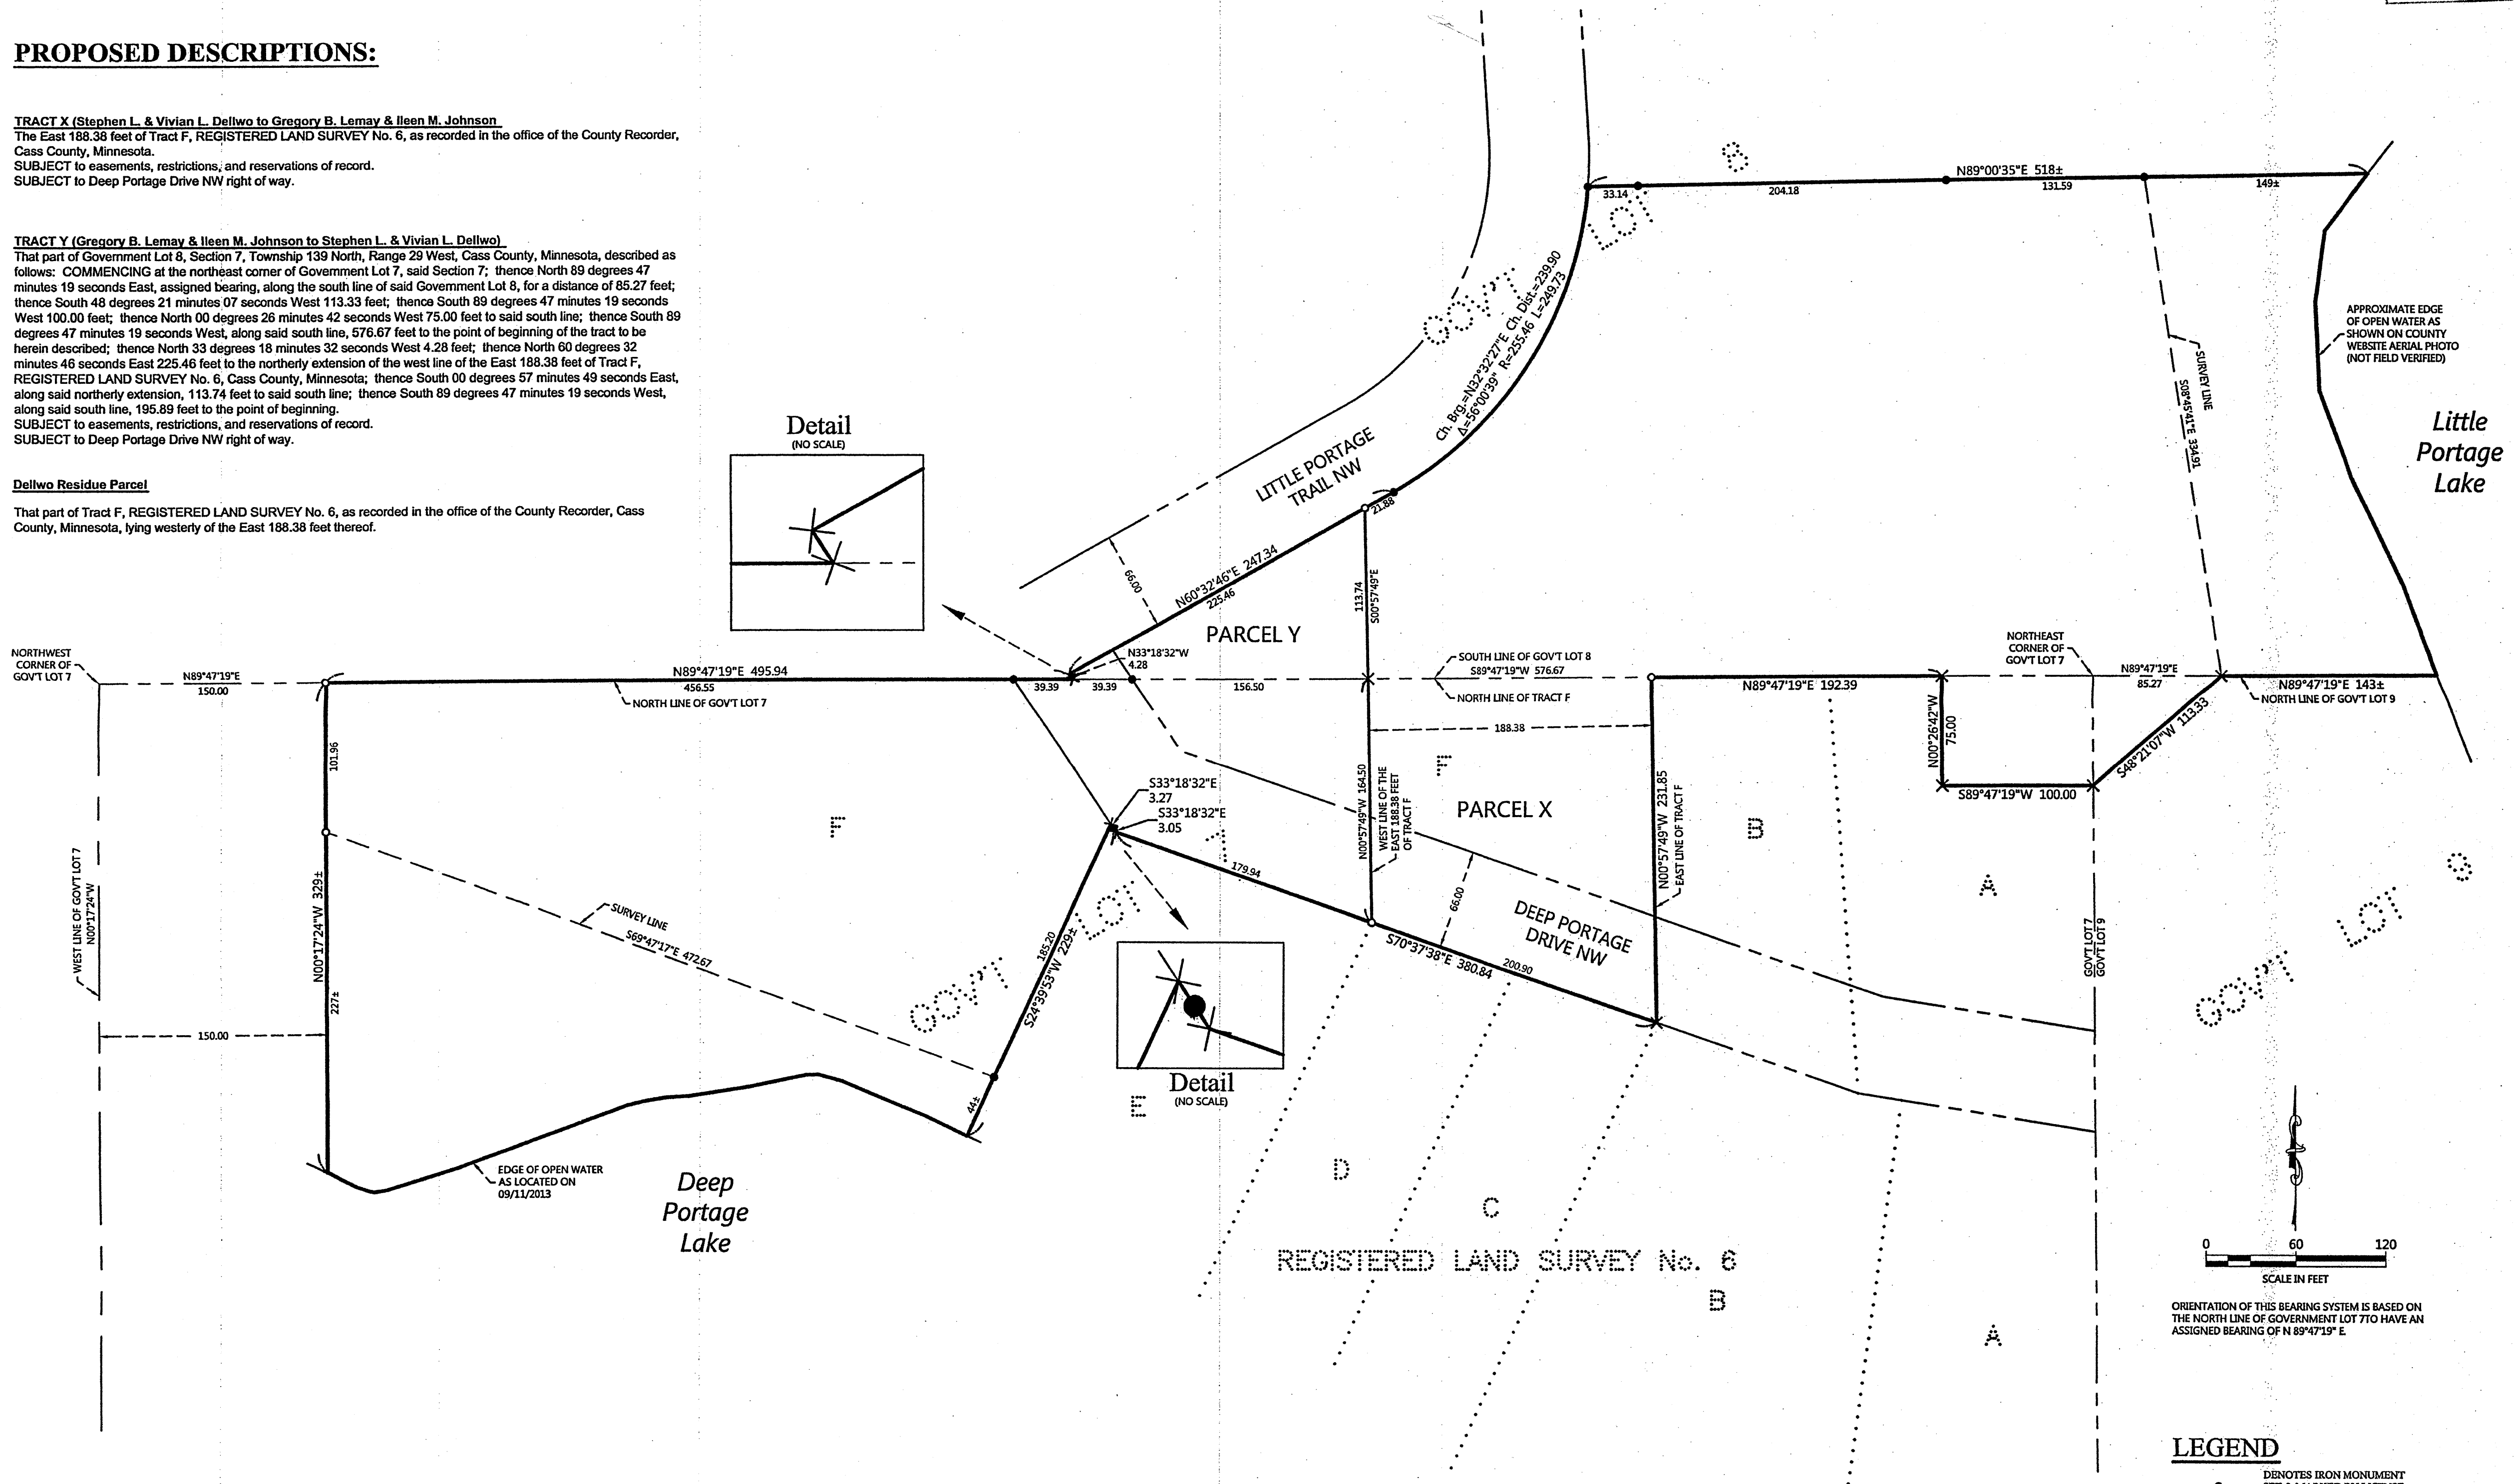 PROPOSED DESCRIPTIONS:
TRACT X (Stephen L. & Vivian L. Dellwo to Gregory B. Lemay & Ileen M. Johnson
The East 188.38 feet of Tract F, REGISTERED LAND SURVEY No. 6, as recorded in the office of the County Recorder,
Cass County, Minnesota.
SUBJECT to easements, restrictions, and reservations of record.
SUBJECT to Deep Portage Drive NW right of way.
TRACT Y (Gregory B. Lemay & Ileen M. Johnson to Stephen L. & Vivian L. Dellwo)
That part of Government Lot 8, Section 7, Township 139 North, Range 29 West, Cass County, Minnesota, described as
follows: COMMENCING at the northeast corner of Government Lot 7, said Section 7; thence North 89 degrees 47
minutes 19 seconds East, assigned bearing, along the south line of said Government Lot 8, for a distance of 85.27 feet;
thence South 48 degrees 21 minutes 07 seconds West 113.33 feet; thence South 89 degrees 47 minutes 19 seconds
West 100.00 feet; thence North 00 degrees 26 minutes 42 seconds West 75.00 feet to said south line; thence South 89
degrees 47 minutes 19 seconds West, along said south line, 576.67 feet to the point of beginning of the tract to be
herein described; thence North 33 degrees 18 minutes 32 seconds West 4.28 feet; thence North 60 degrees 32
minutes 46 seconds East 225.46 feet to the northerly extension of the west line of the East 188.38 feet of Tract F,
REGISTERED LAND SURVEY No. 6, Cass County, Minnesota; thence South 00 degrees 57 minutes 49 seconds East,
along said northerly extension, 113.74 feet to said south line; thence South 89 degrees 47 minutes 19 seconds West,
along said south line, 195.89 feet to the point of beginning.
SUBJECT to easements, restrictions, and reservations of record.
SUBJECT to Deep Portage Drive NW right of way.
Dellwo Residue Parcel
That part of Tract F, REGISTERED LAND SURVEY No. 6, as recorded in the office of the County Recorder, Cass
County, Minnesota, lying westerly of the East 188.38 feet thereof.
Detail
(NO SCALE)
GOV'T LOT 8
N89°00'35"E 518±
33.14
204.18
131.59
149±
Ch. Brg.=N32°32'27"E Ch. Dist.=239.90
Δ=56°00'39" R=255.46 L=249.73
LITTLE PORTAGE
TRAIL NW
21.88
66.00
N60°32'46"E 247.34
225.46
113.74
S00°57'49"E
PARCEL Y
SURVEY LINE
S08°45'41"E 334.91
APPROXIMATE EDGE
OF OPEN WATER AS
SHOWN ON COUNTY
WEBSITE AERIAL PHOTO
(NOT FIELD VERIFIED)
Little
Portage
Lake
NORTHWEST
CORNER OF
GOV'T LOT 7
N89°47'19"E
150.00
N89°47'19"E 495.94
456.55
NORTH LINE OF GOV'T LOT 7
39.39
39.39
N33°18'32"W
4.28
156.50
SOUTH LINE OF GOV'T LOT 8
S89°47'19"W 576.67
NORTH LINE OF TRACT F
188.38
N89°47'19"E 192.39
NORTHEAST
CORNER OF
GOV'T LOT 7
N89°47'19"E
85.27
N89°47'19"E 143±
NORTH LINE OF GOV'T LOT 9
N00°26'42"W
75.00
S89°47'19"W 100.00
S48°21'07"W 113.33
101.96
N00°17'24"W 329±
227±
WEST LINE OF GOV'T LOT 7
N00°17'24"W
150.00
F
SURVEY LINE
S69°47'17"E 472.67
S33°18'32"E
3.27
S33°18'32"E
3.05
GOV'T LOT 7
179.94
185.20
S24°39'53"W 229±
44±
N00°57'49"W 164.50
WEST LINE OF THE
EAST 188.38 FEET
OF TRACT F
F
PARCEL X
66.00
DEEP PORTAGE
DRIVE NW
S70°37'38"E 380.84
200.90
N00°57'49"W 231.85
EAST LINE OF TRACT F
B
A
GOV'T LOT 7
GOV'T LOT 9
GOV'T LOT 9
Detail
(NO SCALE)
EDGE OF OPEN WATER
AS LOCATED ON
09/11/2013
Deep
Portage
Lake
E
D
C
REGISTERED LAND SURVEY No. 6
B
A
0 60 120
SCALE IN FEET
ORIENTATION OF THIS BEARING SYSTEM IS BASED ON
THE NORTH LINE OF GOVERNMENT LOT 7TO HAVE AN
ASSIGNED BEARING OF N 89°47'19" E.
LEGEND
DENOTES IRON MONUMENT